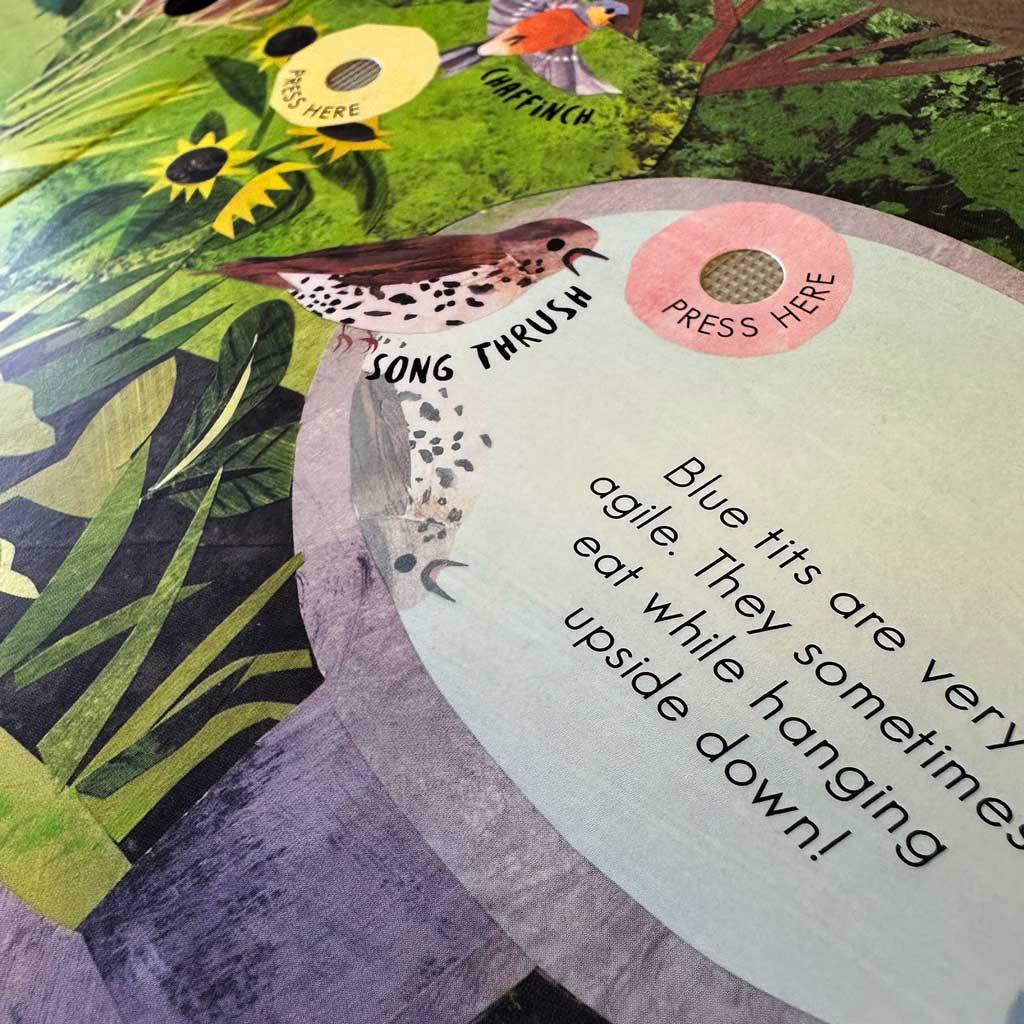 PRESS HERE
CHAFFINCH
SONG THRUSH
PRESS HERE
Blue tits are very
agile. They sometimes
eat while hanging
upside down!